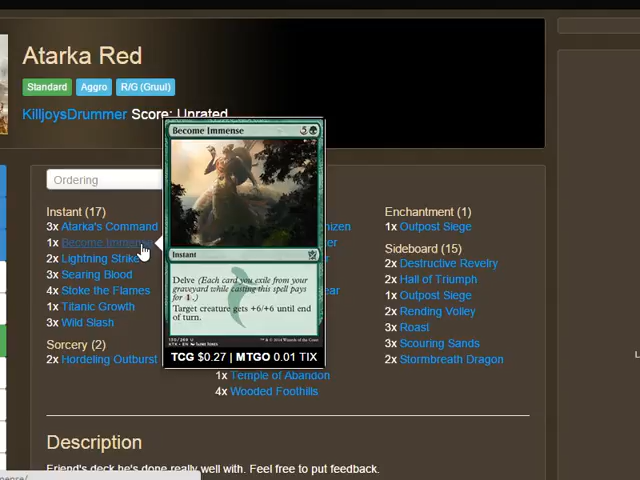 Atarka Red
Standard Aggro R/G (Gruul)
KilljoysDrummer Score: Unrated
Ordering
Instant (17)
3x Atarka's Command
1x Become Immense
2x Lightning Strike
3x Searing Blood
4x Stoke the Flames
1x Titanic Growth
3x Wild Slash
Sorcery (2)
2x Hordeling Outburst
Become Immense 5
Instant
Delve (Each card you exile from your
graveyard while casting this spell pays
for 1.)
Target creature gets +6/+6 until end
of turn.
TCG $0.27 | MTGO 0.01 TIX
1x Temple of Abandon
4x Wooded Foothills
Enchantment (1)
1x Outpost Siege
Sideboard (15)
2x Destructive Revelry
2x Hall of Triumph
1x Outpost Siege
2x Rending Volley
3x Roast
3x Scouring Sands
2x Stormbreath Dragon
Description
Friend's deck he's done really well with. Feel free to put feedback.